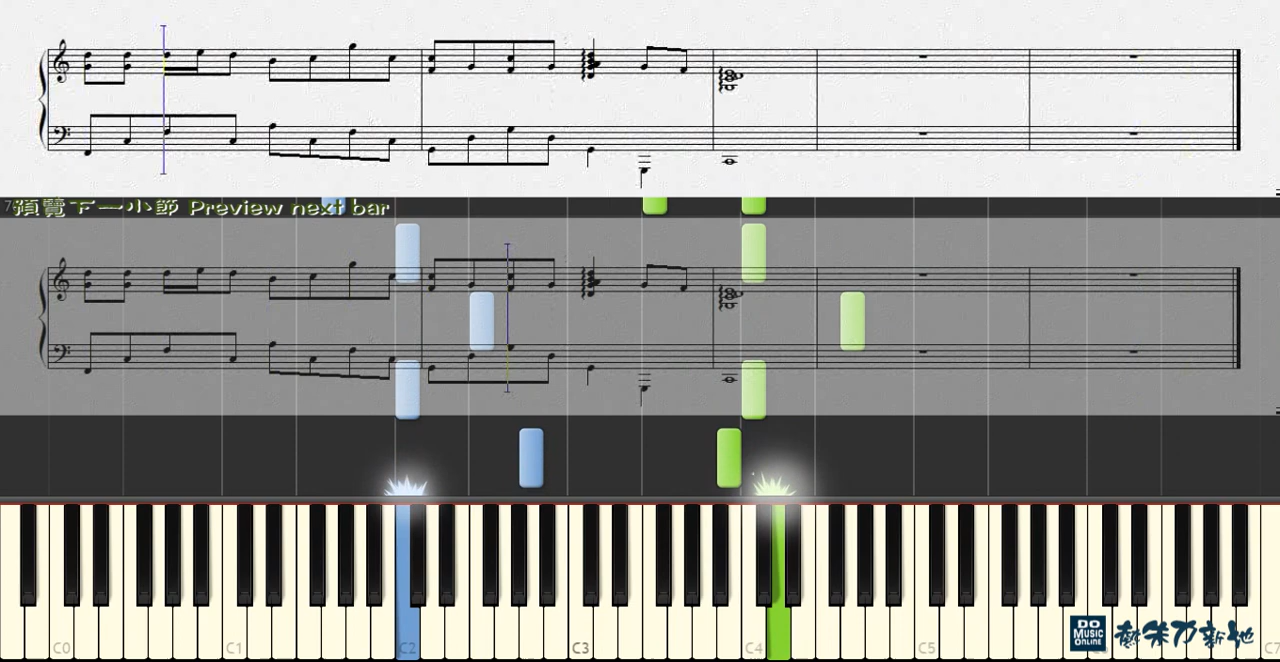 7預覽下一小節 Preview next bar
C0 C1 C2 C3 C4 C5 C7
DO
MUSIC
ONLINE